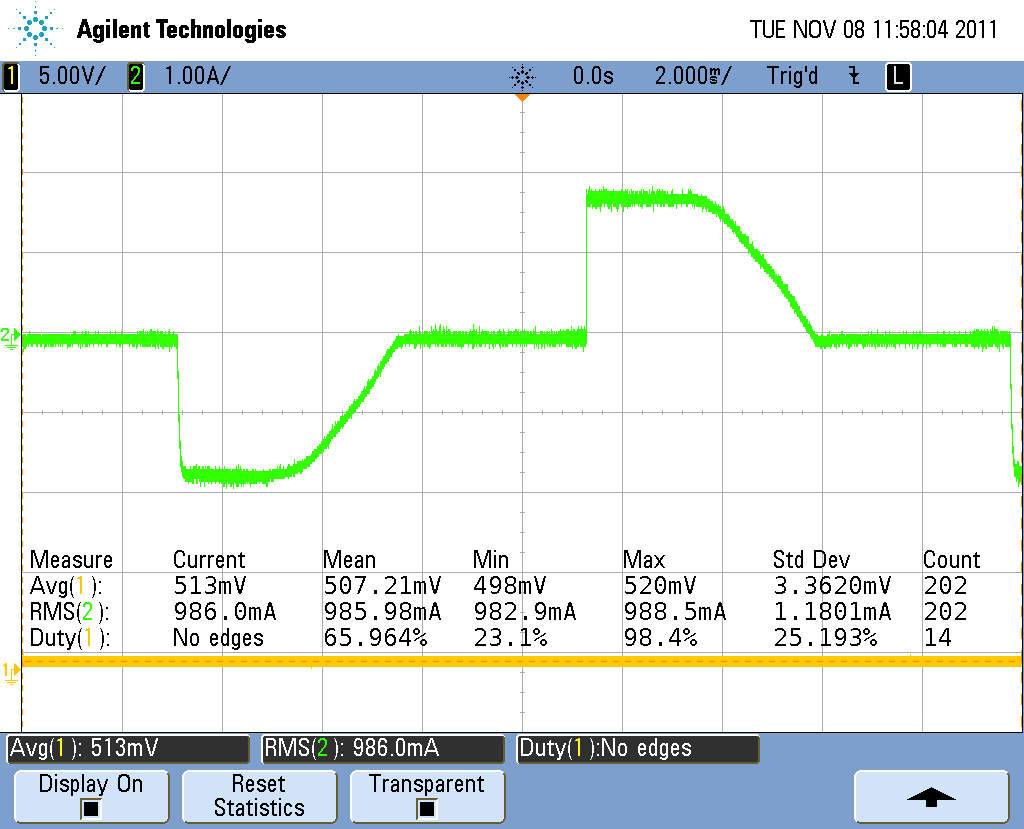 Agilent Technologies TUE NOV 08 11:58:04 2011
1 5.00V/ 2 1.00A/ 0.0s 2.000ms/ Trig'd L
2
Measure Current Mean Min Max Std Dev Count
Avg(1): 513mV 507.21mV 498mV 520mV 3.3620mV 202
RMS(2): 986.0mA 985.98mA 982.9mA 988.5mA 1.1801mA 202
Duty(1): No edges 65.964% 23.1% 98.4% 25.193% 14
1
Avg(1): 513mV RMS(2): 986.0mA Duty(1):No edges
Display On Reset Statistics Transparent